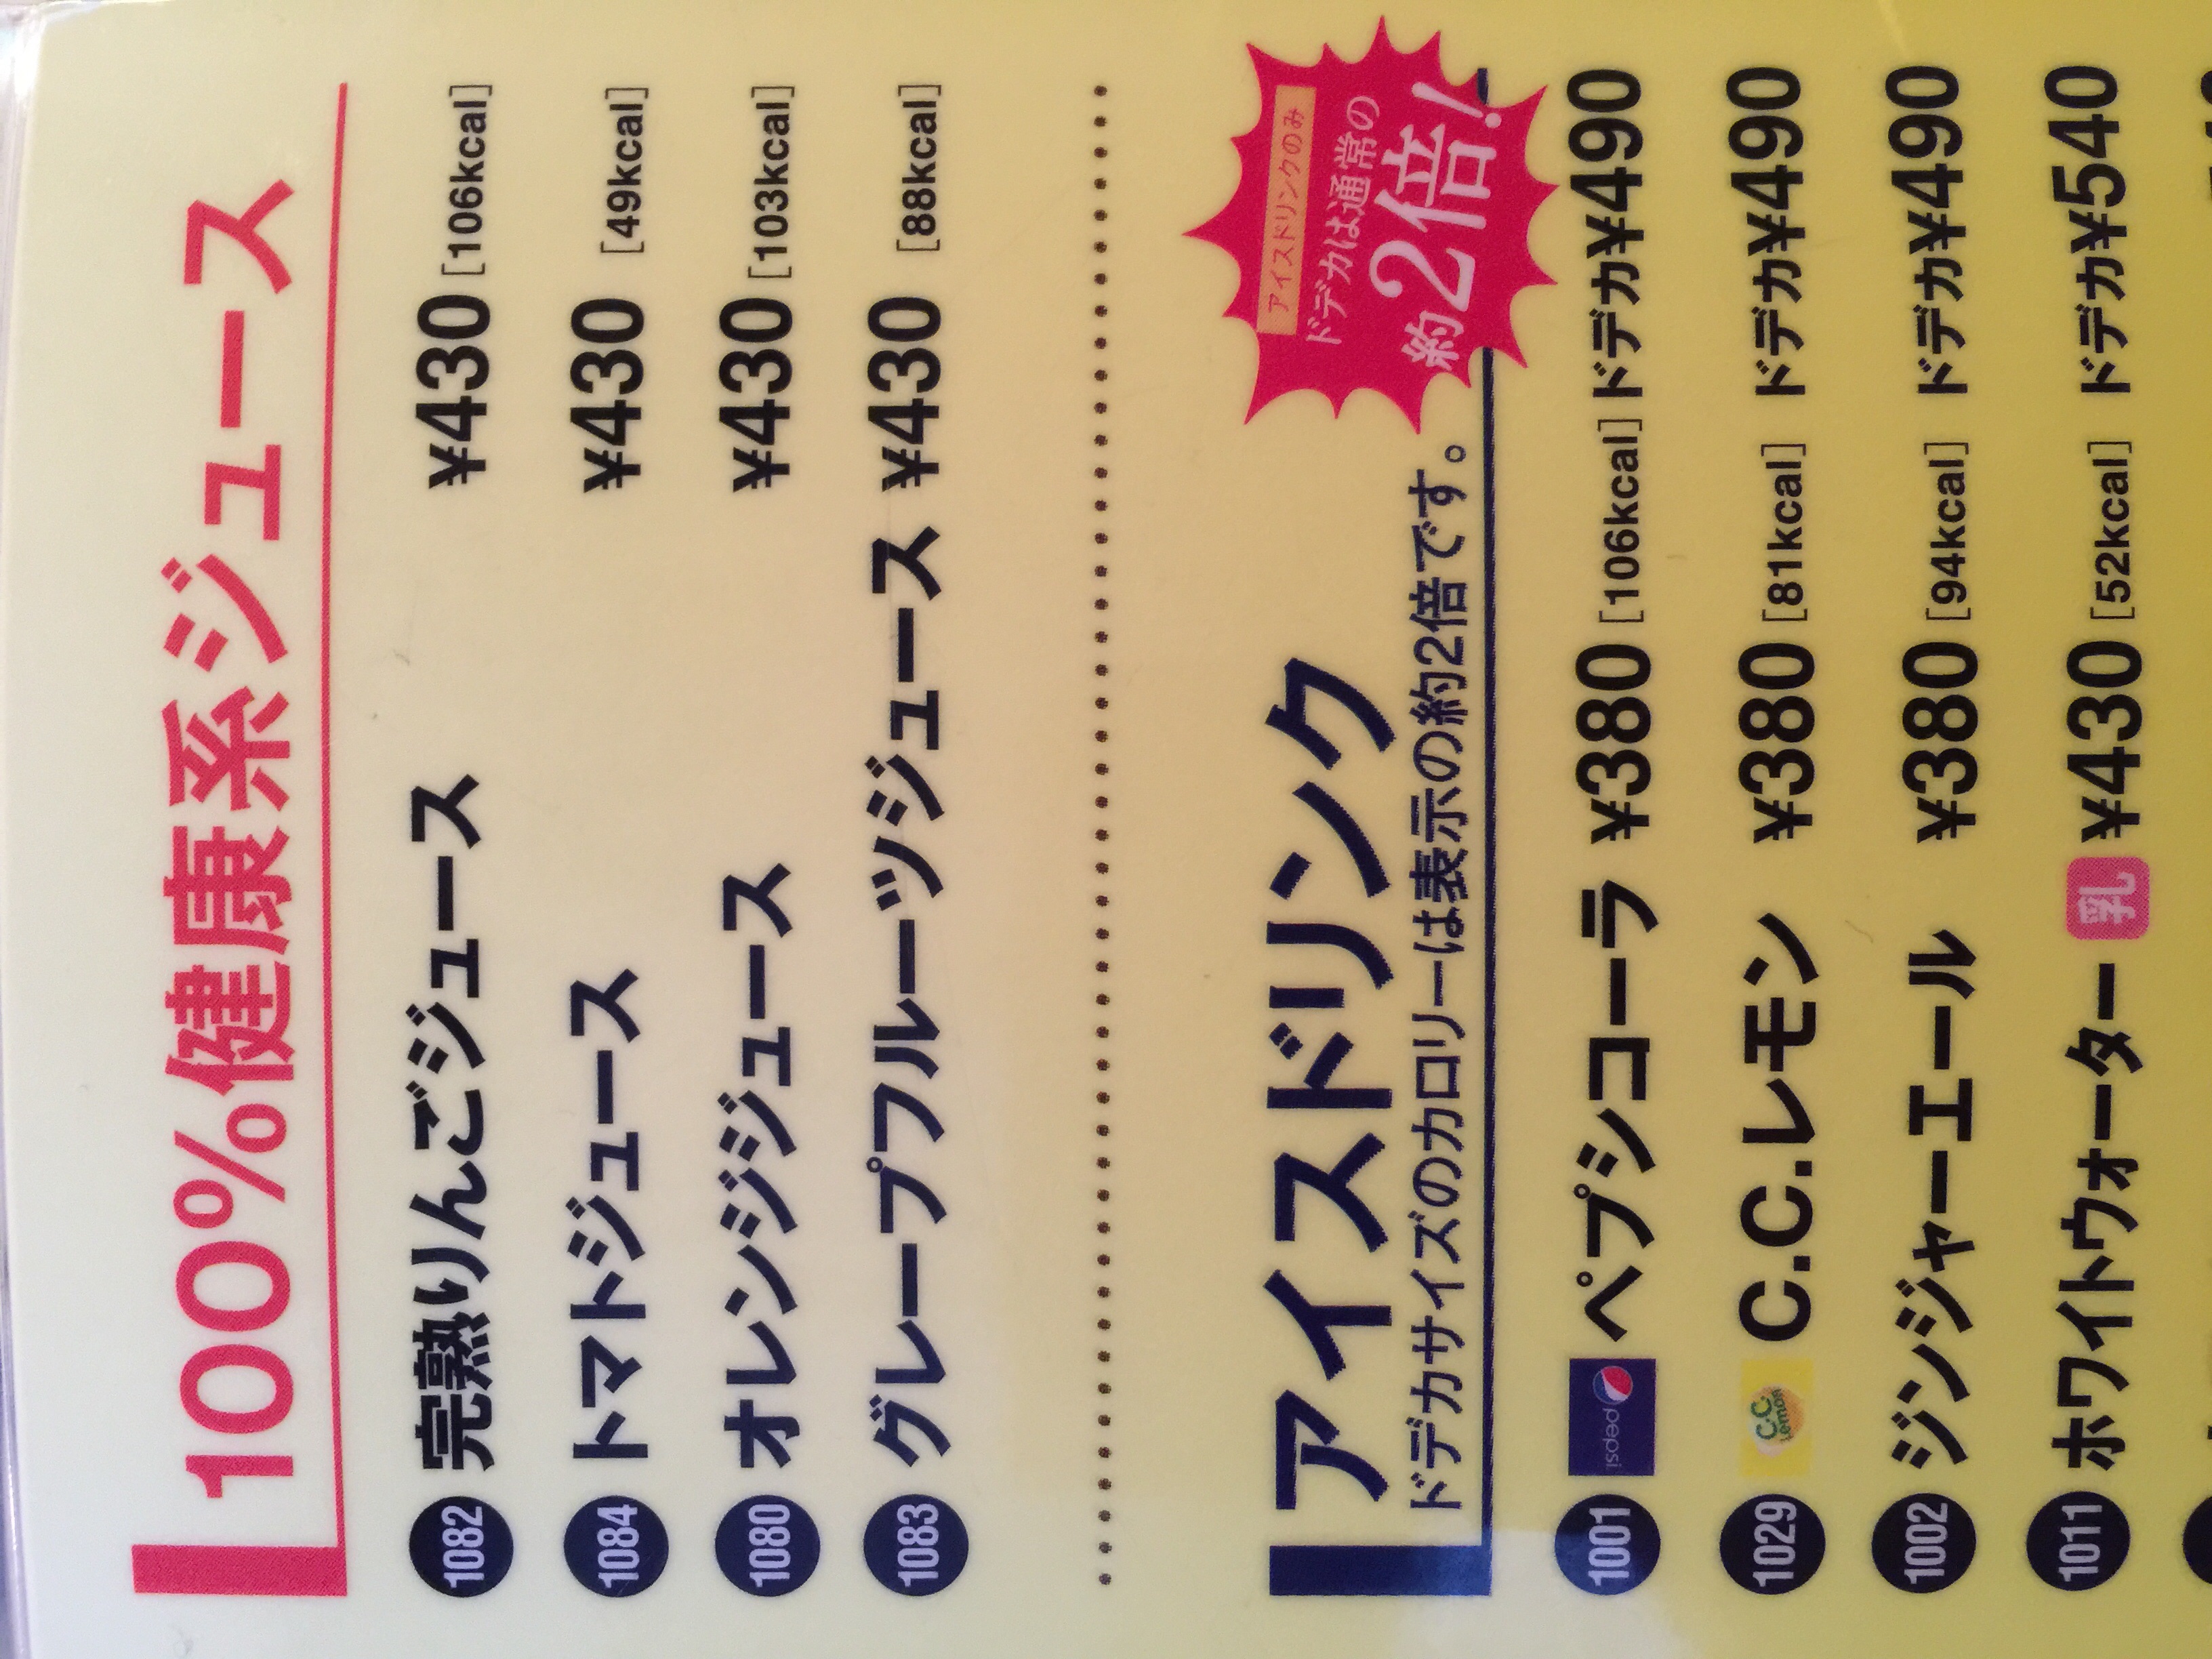 100%健康系ジュース
1082 完熟りんごジュース ¥430 [106kcal]
1084 トマトジュース ¥430 [49kcal]
1080 オレンジジュース ¥430 [103kcal]
1083 グレープフルーツジュース ¥430 [88kcal]
アイスドリンク
ドデカサイズのカロリーは表示の約2倍です。
アイスドリンクのみ
ドデカは通常の
約2倍!
1001 pepsi ペプシコーラ ¥380 [106kcal] ドデカ¥490
1029 C.C. Lemon C.C.レモン ¥380 [81kcal] ドデカ¥490
1002 ジンジャーエール ¥380 [94kcal] ドデカ¥490
1011 ホワイトウォーター 乳 ¥430 [52kcal] ドデカ¥540